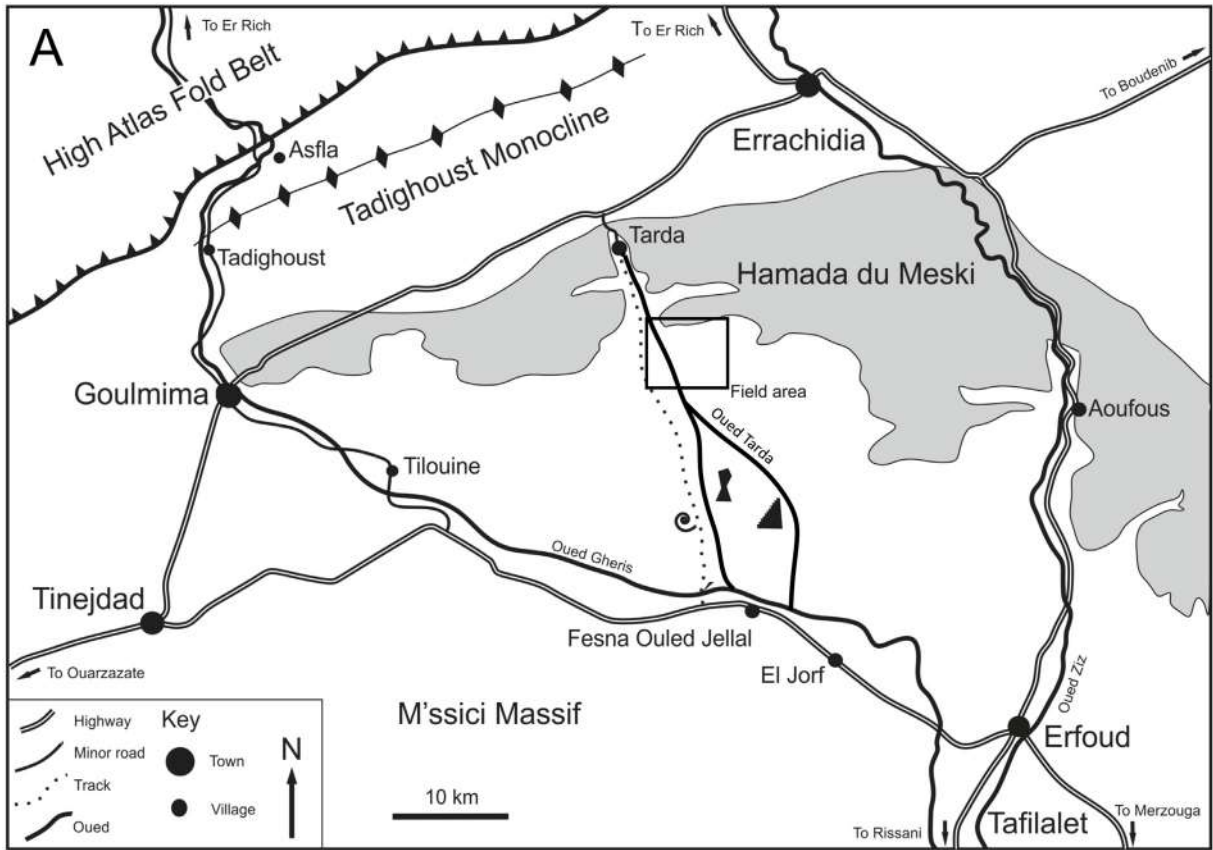 A
To Er Rich
To Er Rich
To Boudenib
High Atlas Fold Belt
Errachidia
Asfla
Tadighoust Monocline
Tadighoust
Tarda
Hamada du Meski
Goulmima
Field area
Aoufous
Oued Tarda
Tilouine
Oued Gheris
Tinejdad
Fesna Ouled Jellal
To Ouarzazate
El Jorf
Oued Ziz
M'ssici Massif
Erfoud
Highway
Key
Minor road
Town
N
Track
Village
Oued
10 km
To Rissani
Tafilalet
To Merzouga